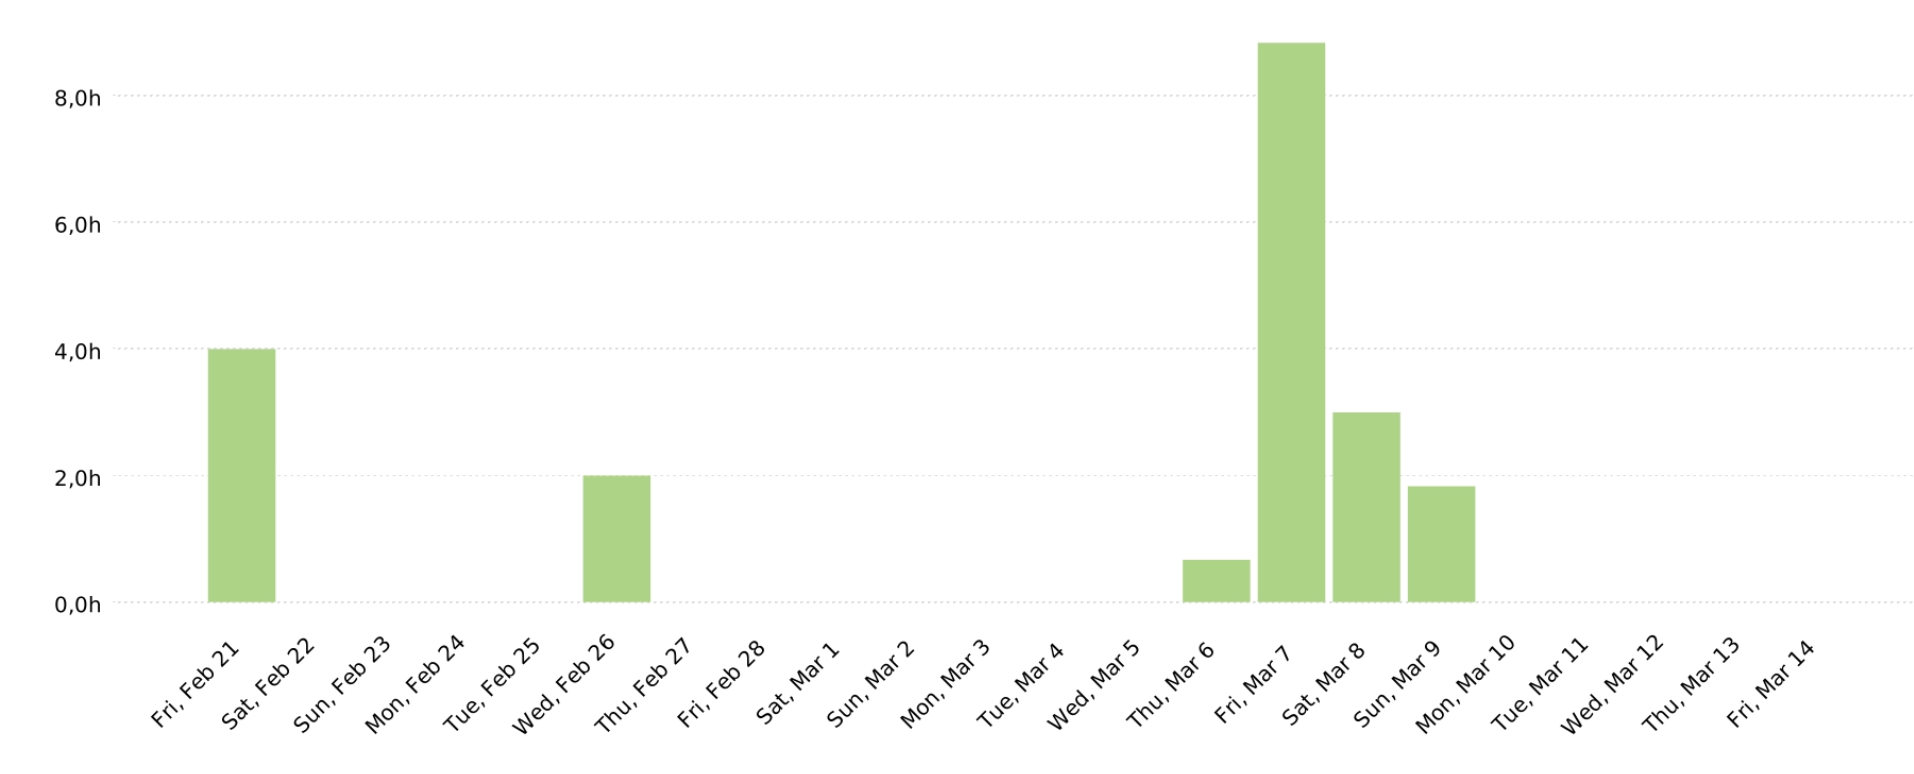 8,0h
6,0h
4,0h
2,0h
0,0h
Fri, Feb 21
Sat, Feb 22
Sun, Feb 23
Mon, Feb 24
Tue, Feb 25
Wed, Feb 26
Thu, Feb 27
Fri, Feb 28
Sat, Mar 1
Sun, Mar 2
Mon, Mar 3
Tue, Mar 4
Wed, Mar 5
Thu, Mar 6
Fri, Mar 7
Sat, Mar 8
Sun, Mar 9
Mon, Mar 10
Tue, Mar 11
Wed, Mar 12
Thu, Mar 13
Fri, Mar 14